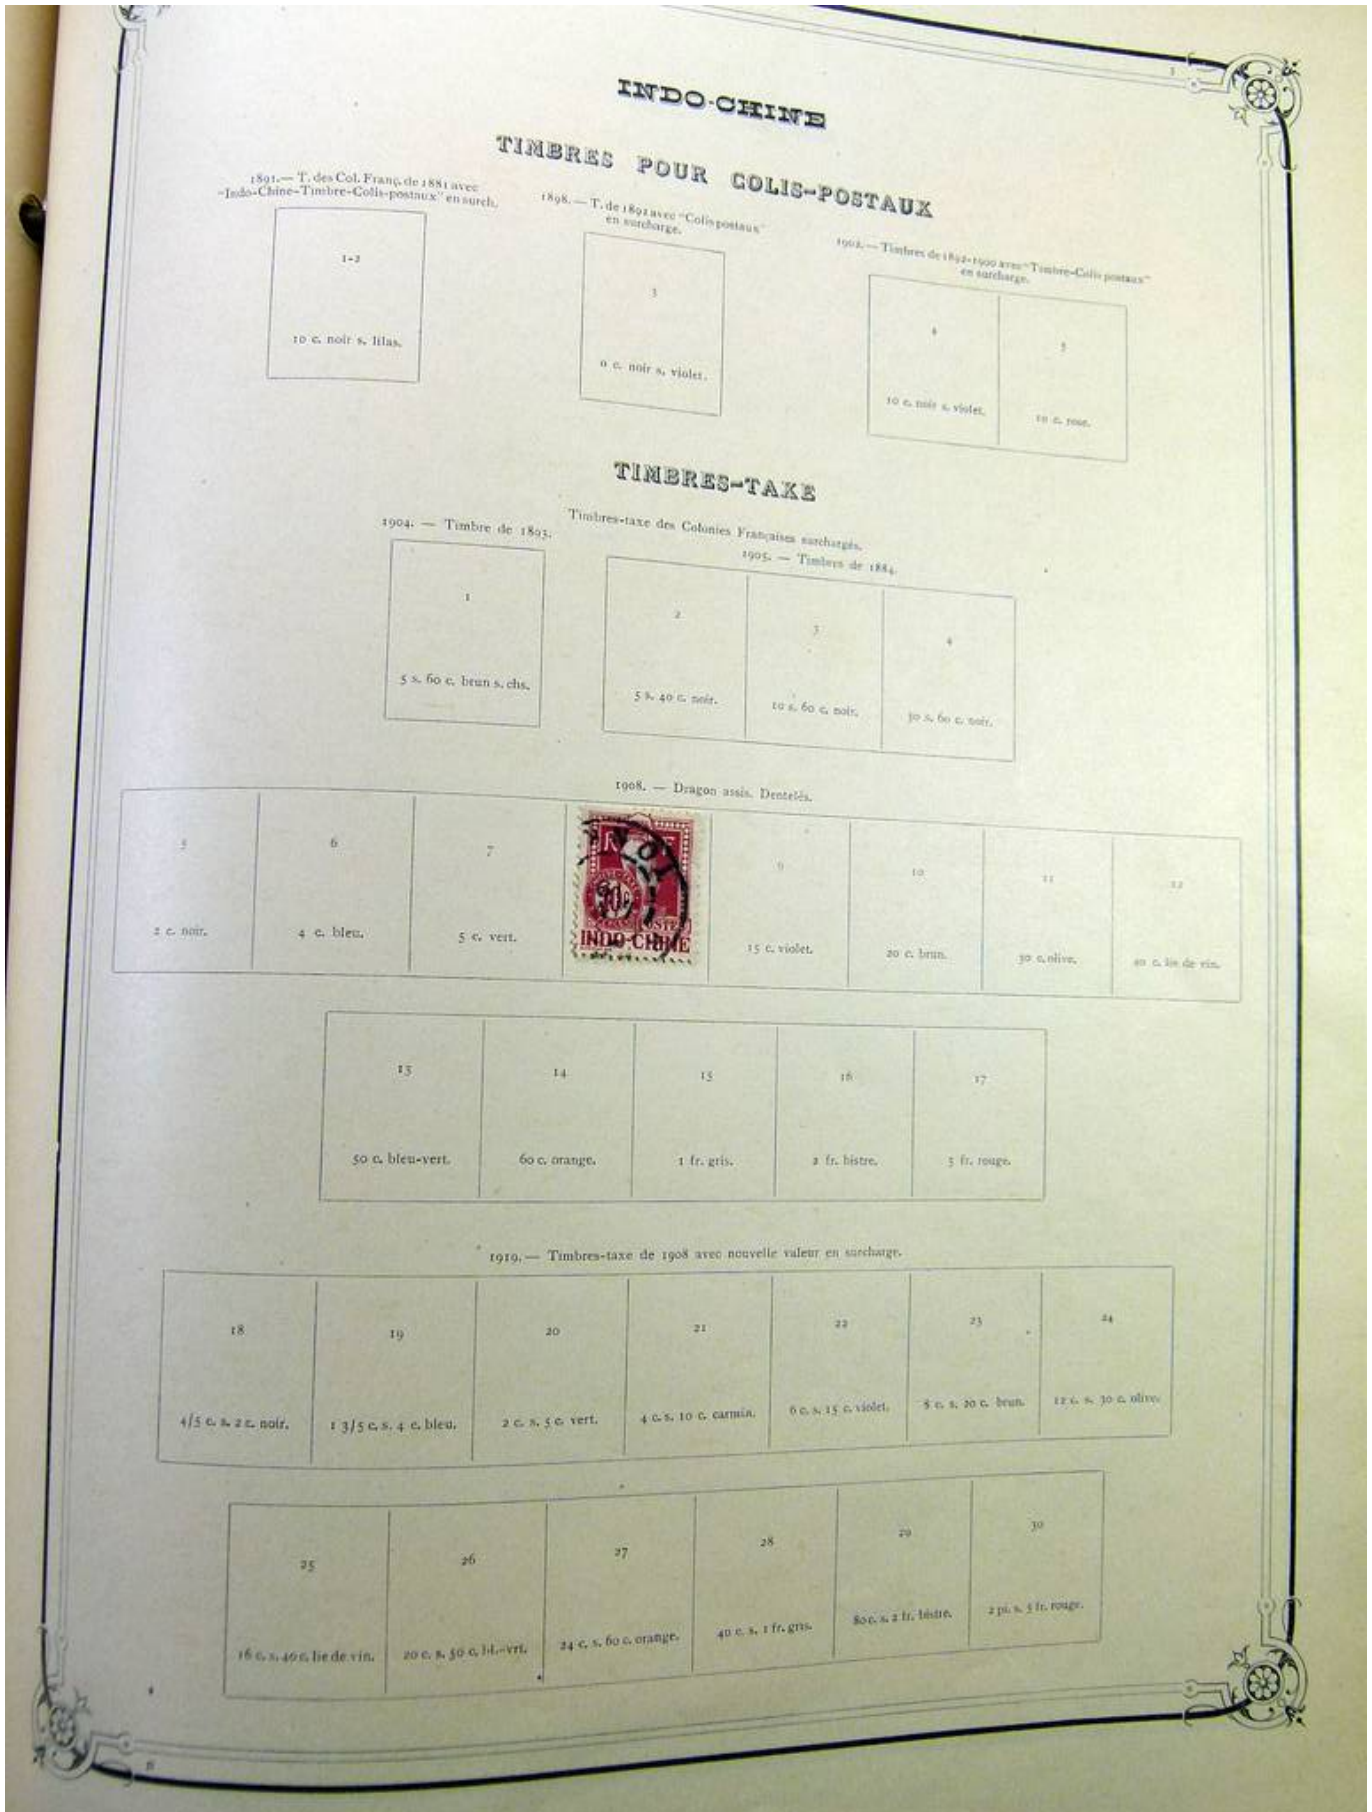 INDO-CHINE
TIMBRES POUR COLIS-POSTAUX
1891.— T. des Col. Franç. de 1881 avec
"Indo-Chine-Timbre-Colis-postaux" en surch.
1-2
10 c. noir s. lilas.
1898. — T. de 1892 avec "Colis postaux"
en surcharge.
3
0 c. noir s. violet.
1902. — Timbres de 1892-1900 avec "Timbre-Colis postaux"
en surcharge.
4 5
10 c. noir s. violet. 10 c. rose.
TIMBRES-TAXE
1904. — Timbre de 1893.
1
5 s. 60 c. brun s. chs.
Timbres-taxe des Colonies Françaises surchargés.
1905. — Timbres de 1884.
2 3 4
5 s. 40 c. noir. 10 s. 60 c. noir. 30 s. 60 c. noir.
1908. — Dragon assis. Dentelés.
5 6 7 9 10 11 12
2 c. noir. 4 c. bleu. 5 c. vert. 15 c. violet. 20 c. brun. 30 c. olive. 40 c. lie de vin.
INDO-CHINE
13 14 15 16 17
50 c. bleu-vert. 60 c. orange. 1 fr. gris. 2 fr. bistre. 5 fr. rouge.
1919. — Timbres-taxe de 1908 avec nouvelle valeur en surcharge.
18 19 20 21 22 23 24
4/5 c. s. 2 c. noir. 1 3/5 c. s. 4 c. bleu. 2 c. s. 5 c. vert. 4 c. s. 10 c. carmin. 6 c. s. 15 c. violet. 8 c. s. 20 c. brun. 12 c. s. 30 c. olive.
25 26 27 28 29 30
16 c. s. 40 c. lie de vin. 20 c. s. 50 c. bl.-vrt. 24 c. s. 60 c. orange. 40 c. s. 1 fr. gris. 80 c. s. 2 fr. bistre. 2 pi. s. 5 fr. rouge.